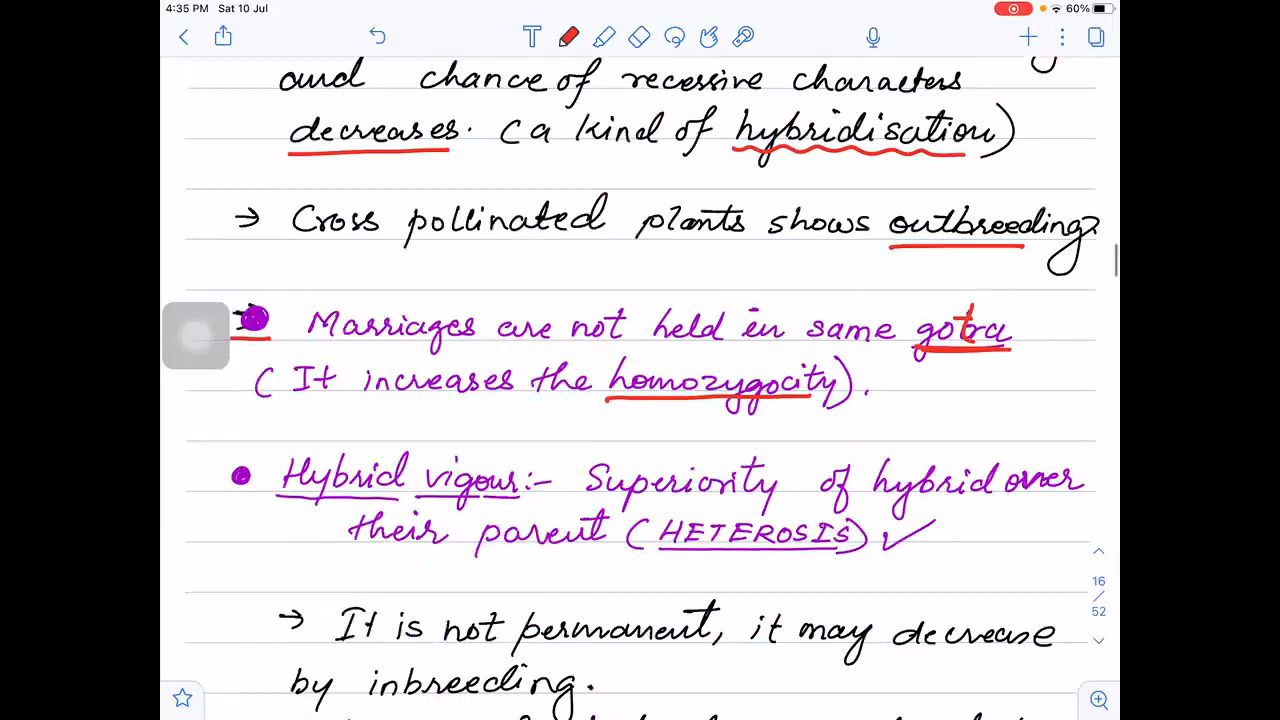 4:35 PM Sat 10 Jul
60%
and chance of recessive characters
decreases. (a kind of hybridisation)
→ Cross pollinated plants shows outbreeding.
Marriages are not held in same gotra
(It increases the homozygocity).
Hybrid vigour:- Superiority of hybrid over
their parent (HETEROSIS) ✓
→ It is not permanent, it may decrease
by inbreeding.
16
/
52